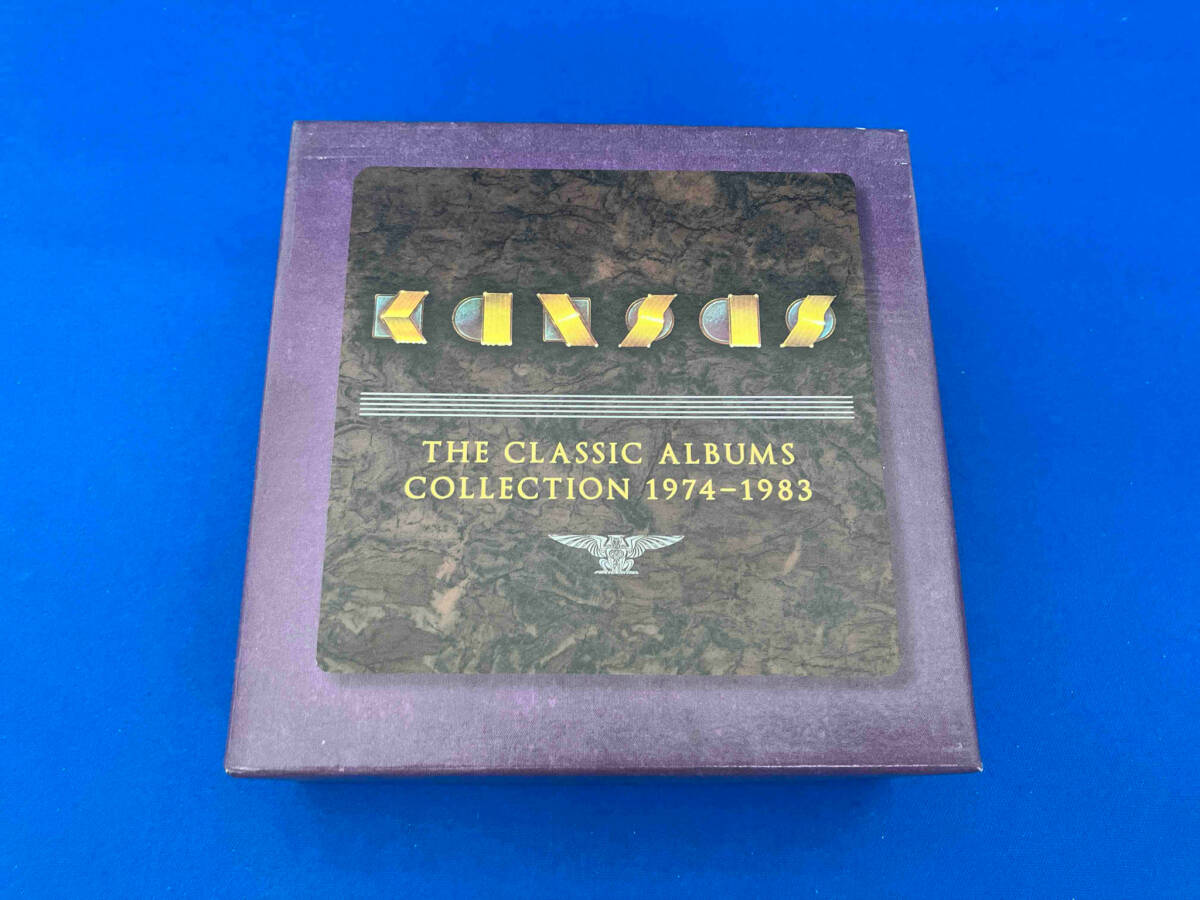 KANSAS
THE CLASSIC ALBUMS
COLLECTION 1974–1983